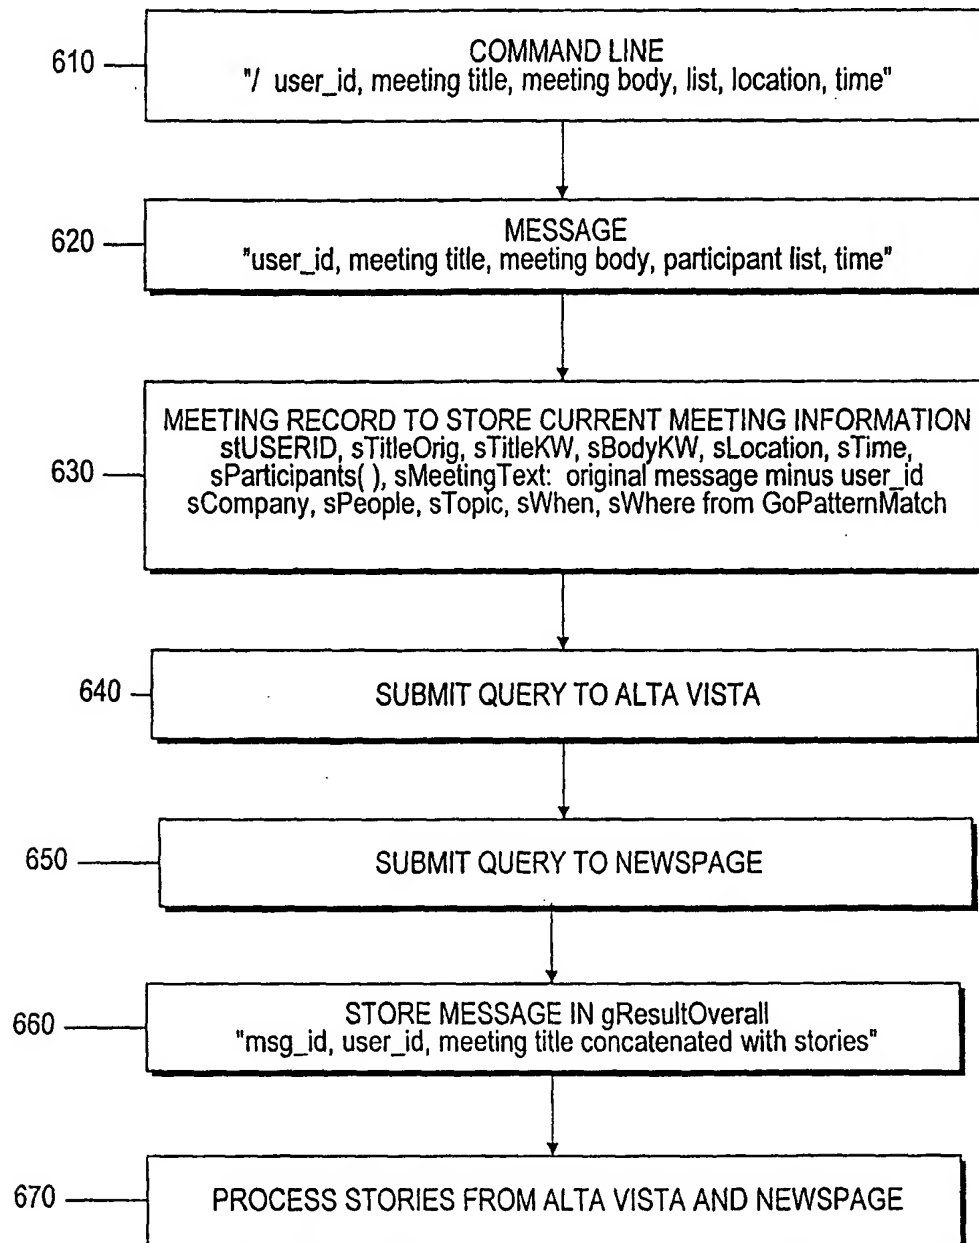 610
COMMAND LINE
"/ user_id, meeting title, meeting body, list, location, time"
620
MESSAGE
"user_id, meeting title, meeting body, participant list, time"
MEETING RECORD TO STORE CURRENT MEETING INFORMATION
stUSERID, sTitleOrig, sTitleKW, sBodyKW, sLocation, sTime,
630
sParticipants( ), sMeetingText: original message minus user_id
sCompany, sPeople, sTopic, sWhen, sWhere from GoPatternMatch
640
SUBMIT QUERY TO ALTA VISTA
650
SUBMIT QUERY TO NEWSPAGE
660
STORE MESSAGE IN gResultOverall
"msg_id, user_id, meeting title concatenated with stories"
670
PROCESS STORIES FROM ALTA VISTA AND NEWSPAGE